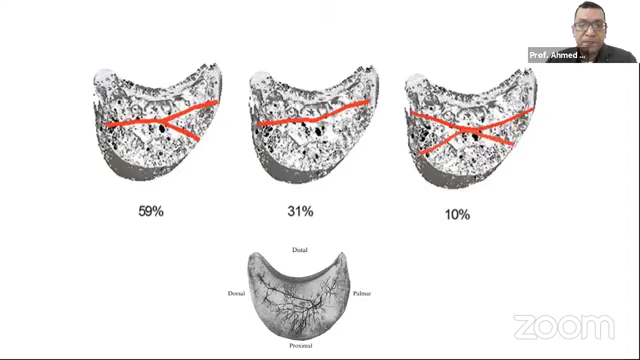 Prof. Ahmed ...
59%
31%
10%
Distal
Dorsal
Palmar
Proximal
zoom